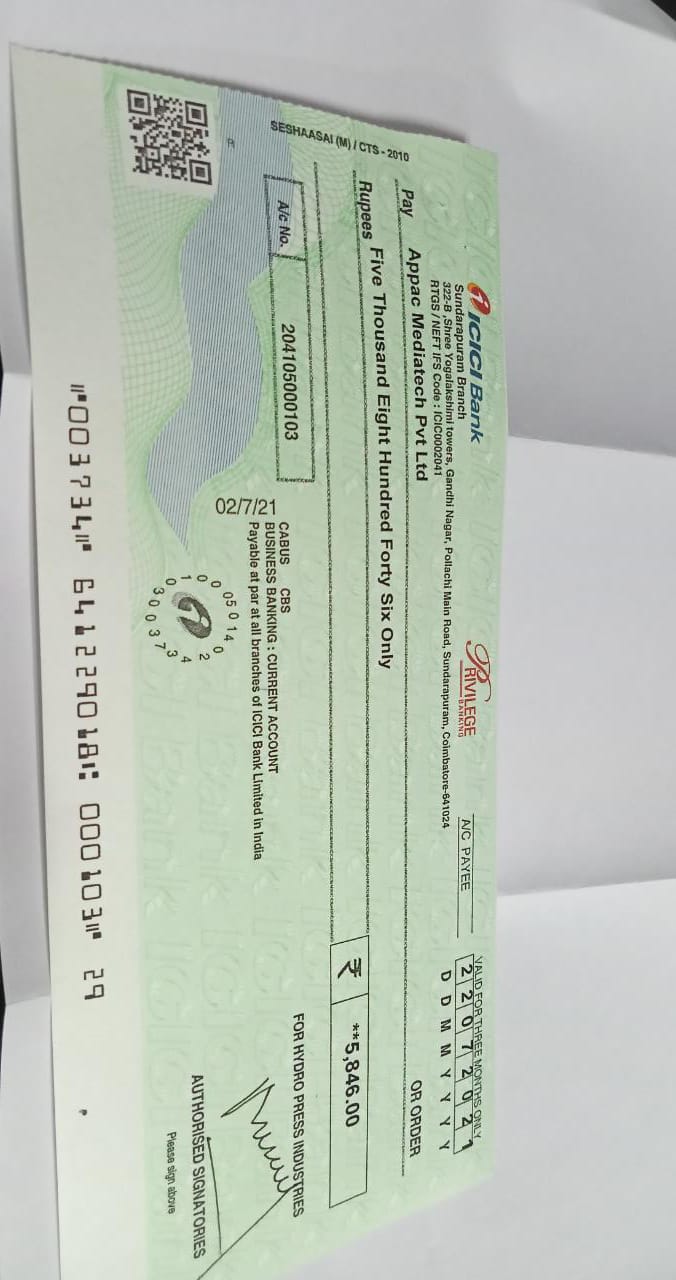 ICICI Bank
Sundarapuram Branch
322-B ,Shree Yogalakshimi towers, Gandhi Nagar, Pollachi Main Road, Sundarapuram, Coimbatore-641024
RTGS / NEFT IFS Code : ICIC0002041
PRIVILEGE
BANKING
A/C PAYEE
VALID FOR THREE MONTHS ONLY
2 2 0 7 2 0 2 1
D D M M Y Y Y Y
Pay Appac Mediatech Pvt Ltd OR ORDER
Rupees Five Thousand Eight Hundred Forty Six Only
₹ **5,846.00
SESHAASAI (M) / CTS - 2010
A/c No. 204105000103
FOR HYDRO PRESS INDUSTRIES
02/7/21
CABUS CBS
BUSINESS BANKING : CURRENT ACCOUNT
Payable at par at all branches of ICICI Bank Limited in India
AUTHORISED SIGNATORIES
Please sign above
⑈003734⑈ 641229018⑆ 000103⑈ 29